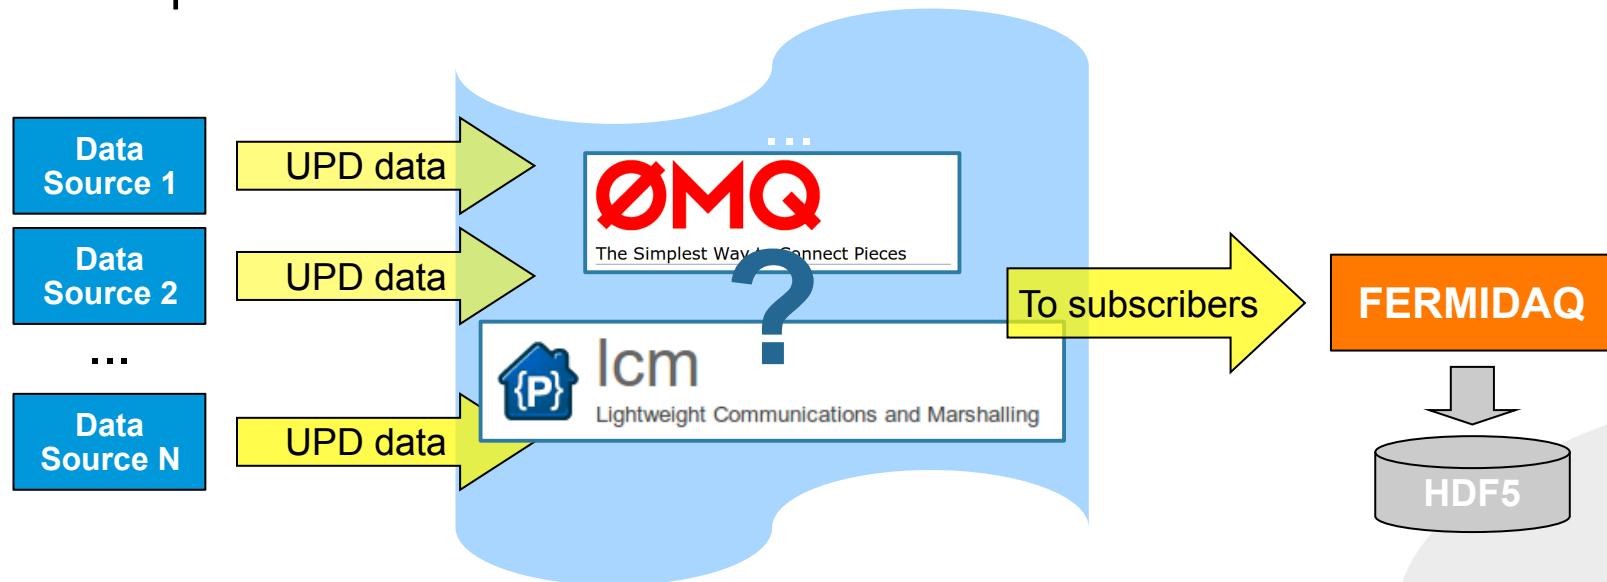 Data
Source 1
UPD data
...
ØMQ
The Simplest Way to Connect Pieces
Data
Source 2
UPD data
?
To subscribers
FERMIDAQ
...
{P}
lcm
Lightweight Communications and Marshalling
Data
Source N
UPD data
HDF5